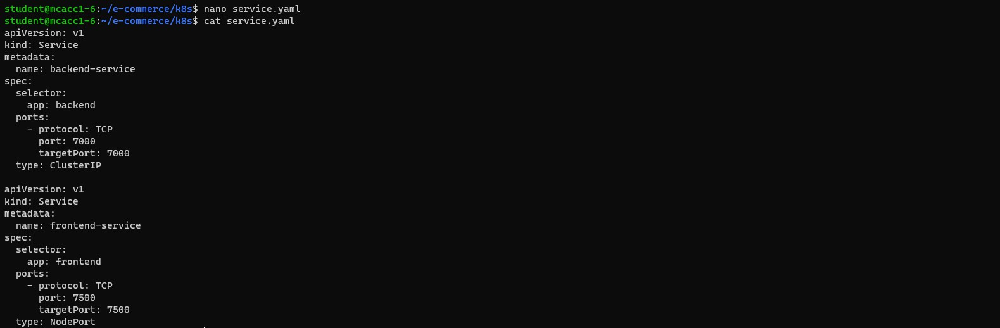 student@mcacc1-6:~/e-commerce/k8s$ nano service.yaml
student@mcacc1-6:~/e-commerce/k8s$ cat service.yaml
apiVersion: v1
kind: Service
metadata:
  name: backend-service
spec:
  selector:
    app: backend
  ports:
    - protocol: TCP
      port: 7000
      targetPort: 7000
  type: ClusterIP

apiVersion: v1
kind: Service
metadata:
  name: frontend-service
spec:
  selector:
    app: frontend
  ports:
    - protocol: TCP
      port: 7500
      targetPort: 7500
  type: NodePort